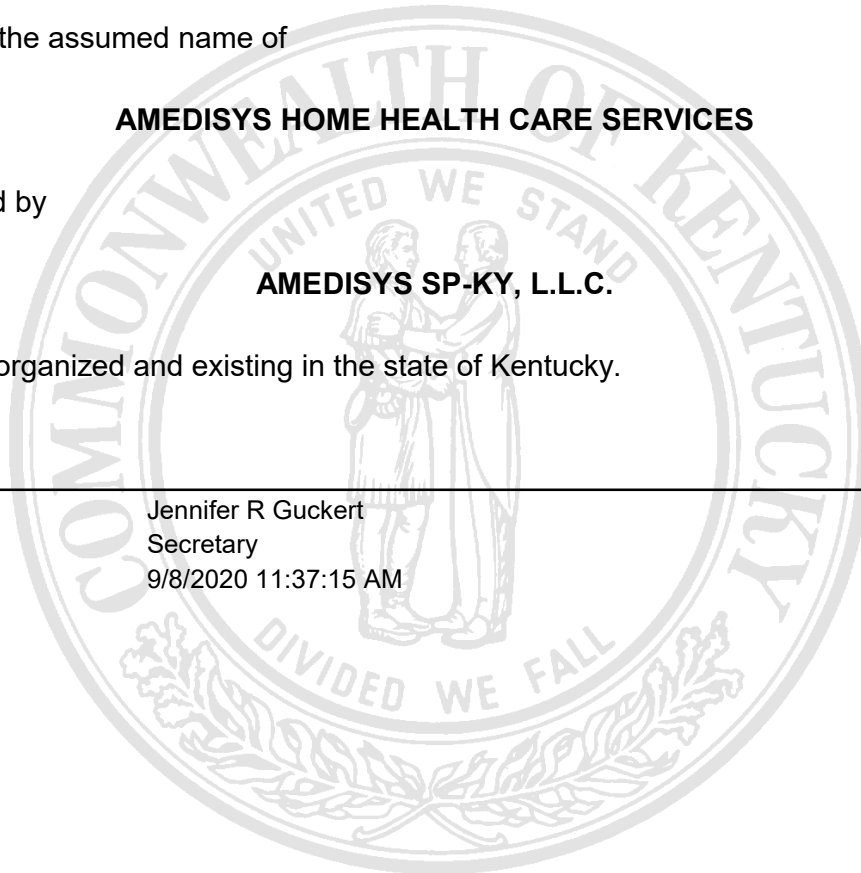 the assumed name of
AMEDISYS HOME HEALTH CARE SERVICES
d by
AMEDISYS SP-KY, L.L.C.
organized and existing in the state of Kentucky.
Jennifer R Guckert
Secretary
9/8/2020 11:37:15 AM
COMMONWEALTH OF KENTUCKY
UNITED WE STAND
DIVIDED WE FALL